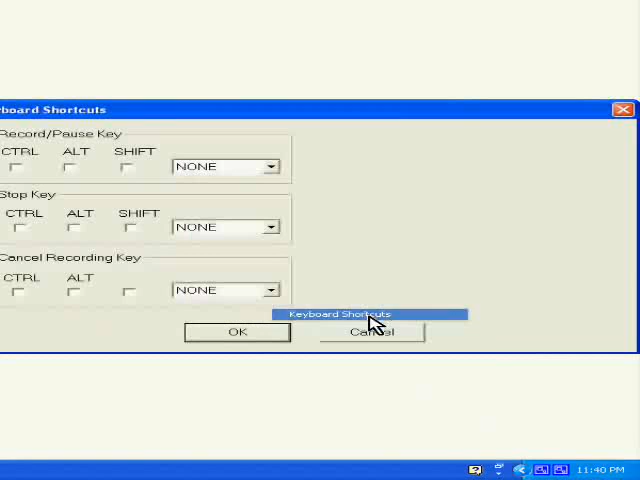 board Shortcuts
Record/Pause Key
CTRL ALT SHIFT
NONE
Stop Key
CTRL ALT SHIFT
NONE
Cancel Recording Key
CTRL ALT
NONE
Keyboard Shortcuts
OK Cancel
11:40 PM